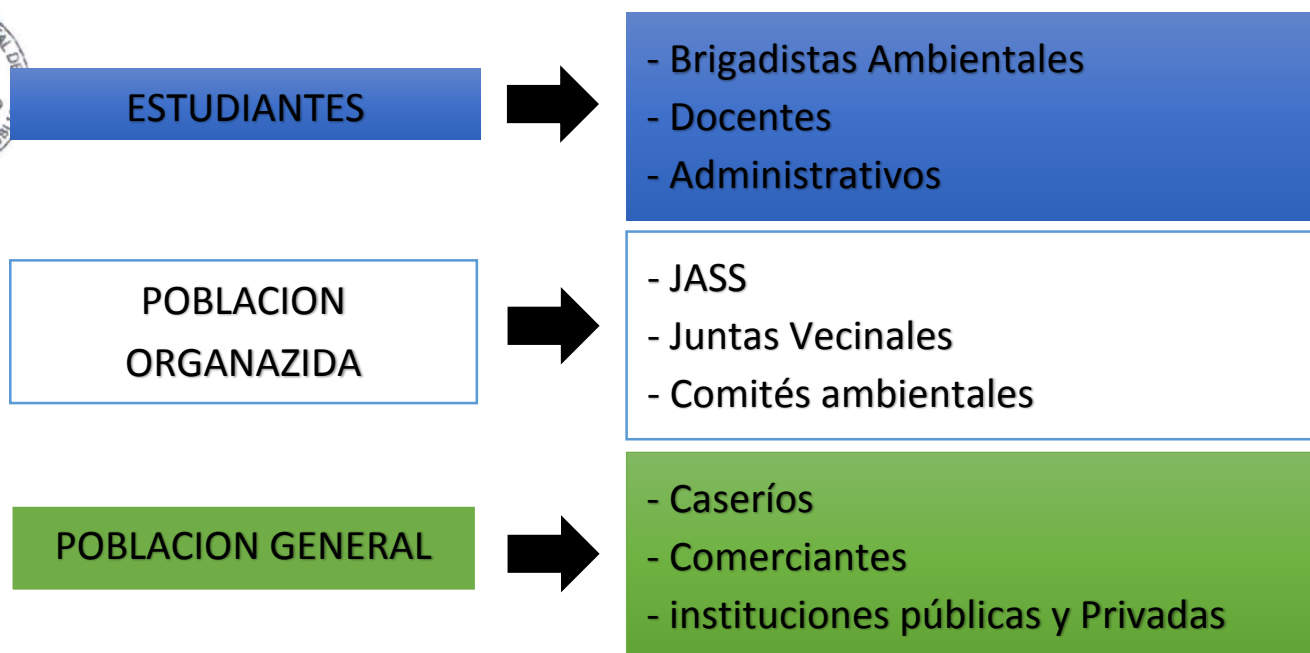 ESTUDIANTES
- Brigadistas Ambientales
- Docentes
- Administrativos
POBLACION
ORGANAZIDA
- JASS
- Juntas Vecinales
- Comités ambientales
POBLACION GENERAL
- Caseríos
- Comerciantes
- instituciones públicas y Privadas